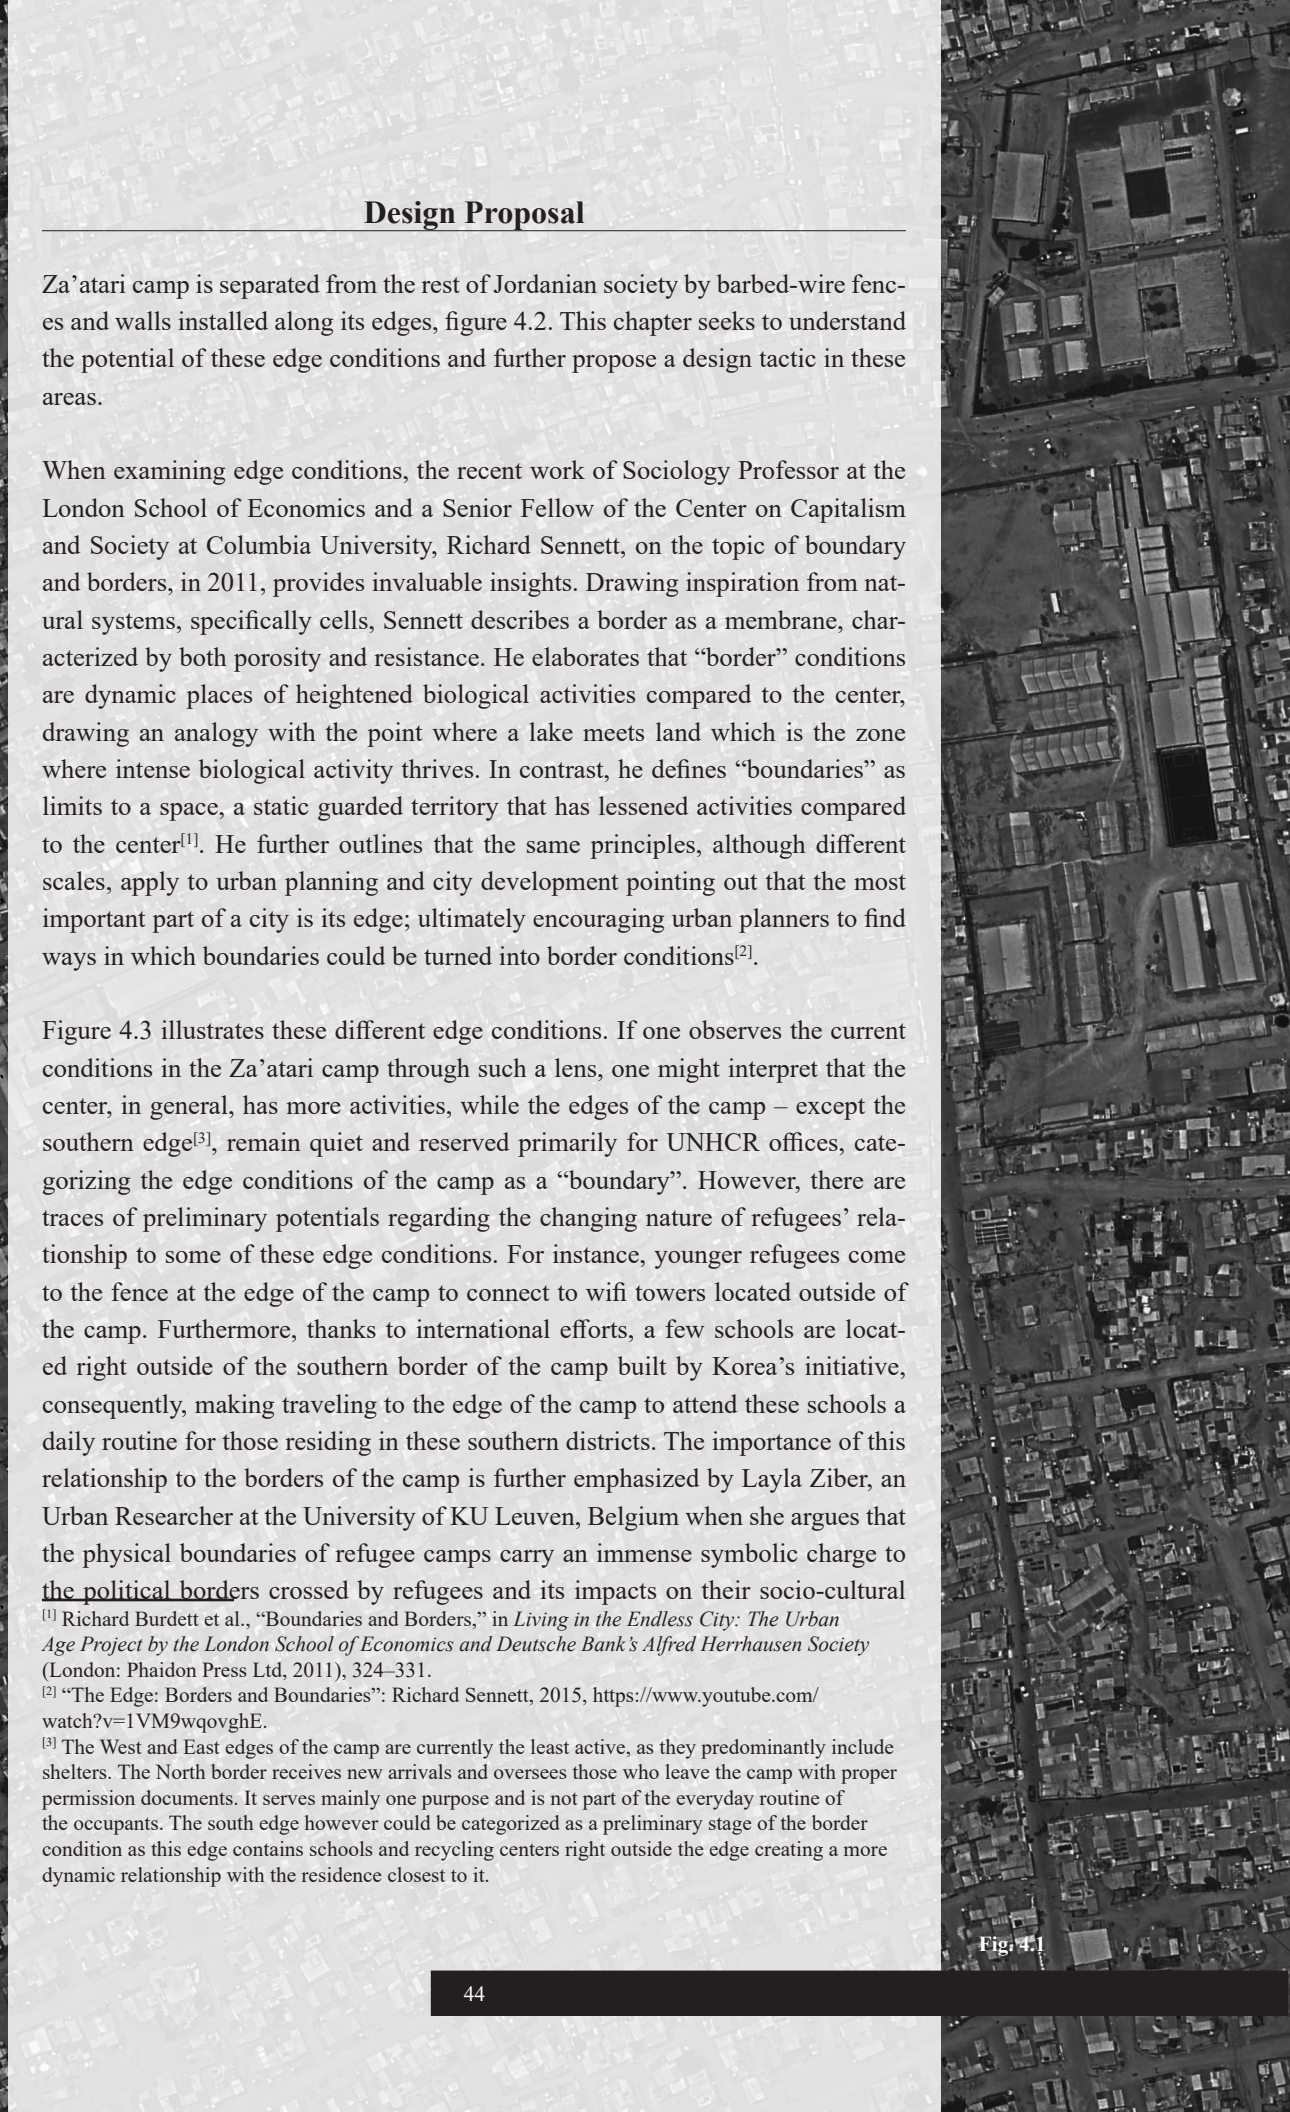 Design Proposal
Za’atari camp is separated from the rest of Jordanian society by barbed-wire fenc-
es and walls installed along its edges, figure 4.2. This chapter seeks to understand
the potential of these edge conditions and further propose a design tactic in these
areas.
When examining edge conditions, the recent work of Sociology Professor at the
London School of Economics and a Senior Fellow of the Center on Capitalism
and Society at Columbia University, Richard Sennett, on the topic of boundary
and borders, in 2011, provides invaluable insights. Drawing inspiration from nat-
ural systems, specifically cells, Sennett describes a border as a membrane, char-
acterized by both porosity and resistance. He elaborates that “border” conditions
are dynamic places of heightened biological activities compared to the center,
drawing an analogy with the point where a lake meets land which is the zone
where intense biological activity thrives. In contrast, he defines “boundaries” as
limits to a space, a static guarded territory that has lessened activities compared
to the center[1]. He further outlines that the same principles, although different
scales, apply to urban planning and city development pointing out that the most
important part of a city is its edge; ultimately encouraging urban planners to find
ways in which boundaries could be turned into border conditions[2].
Figure 4.3 illustrates these different edge conditions. If one observes the current
conditions in the Za’atari camp through such a lens, one might interpret that the
center, in general, has more activities, while the edges of the camp – except the
southern edge[3], remain quiet and reserved primarily for UNHCR offices, cate-
gorizing the edge conditions of the camp as a “boundary”. However, there are
traces of preliminary potentials regarding the changing nature of refugees’ rela-
tionship to some of these edge conditions. For instance, younger refugees come
to the fence at the edge of the camp to connect to wifi towers located outside of
the camp. Furthermore, thanks to international efforts, a few schools are locat-
ed right outside of the southern border of the camp built by Korea’s initiative,
consequently, making traveling to the edge of the camp to attend these schools a
daily routine for those residing in these southern districts. The importance of this
relationship to the borders of the camp is further emphasized by Layla Ziber, an
Urban Researcher at the University of KU Leuven, Belgium when she argues that
the physical boundaries of refugee camps carry an immense symbolic charge to
the political borders crossed by refugees and its impacts on their socio-cultural
[1] Richard Burdett et al., “Boundaries and Borders,” in Living in the Endless City: The Urban
Age Project by the London School of Economics and Deutsche Bank’s Alfred Herrhausen Society
(London: Phaidon Press Ltd, 2011), 324–331.
[2] “The Edge: Borders and Boundaries”: Richard Sennett, 2015, https://www.youtube.com/
watch?v=1VM9wqovghE.
[3] The West and East edges of the camp are currently the least active, as they predominantly include
shelters. The North border receives new arrivals and oversees those who leave the camp with proper
permission documents. It serves mainly one purpose and is not part of the everyday routine of
the occupants. The south edge however could be categorized as a preliminary stage of the border
condition as this edge contains schools and recycling centers right outside the edge creating a more
dynamic relationship with the residence closest to it.
Fig. 4.1
44